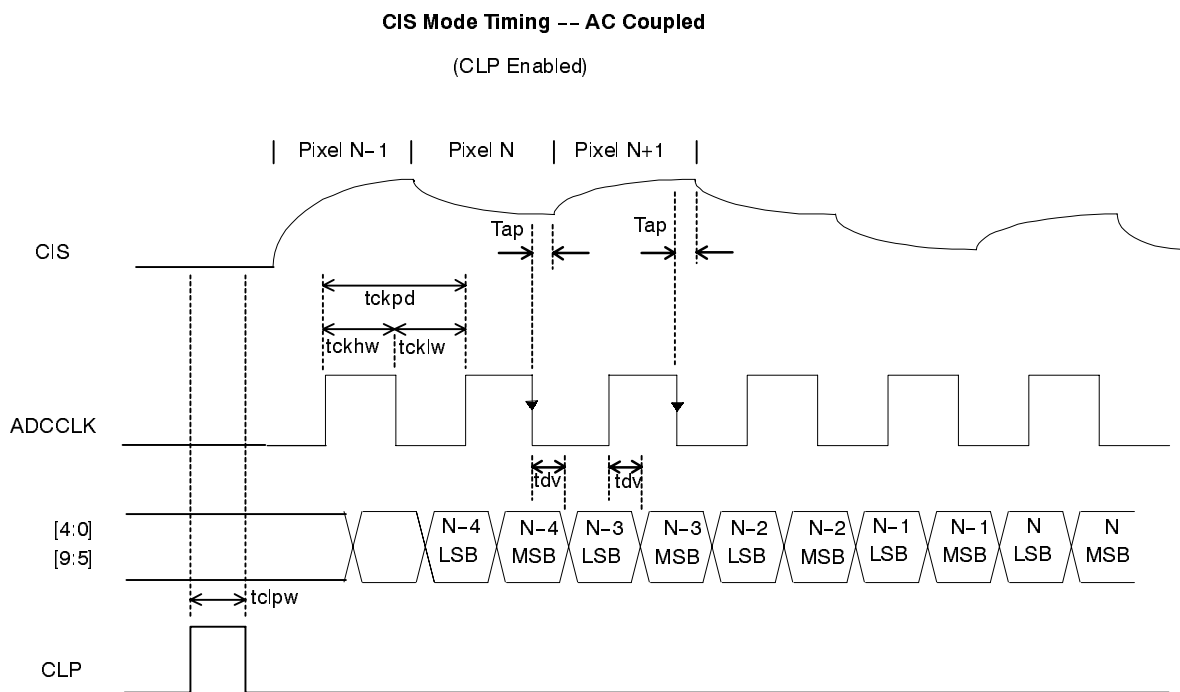 CIS Mode Timing -- AC Coupled
(CLP Enabled)
| Pixel N-1 | Pixel N | Pixel N+1 |
Tap Tap
CIS
tckpd
tckhw tcklw
ADCCLK
tdv tdv
[4:0] N-4 N-4 N-3 N-3 N-2 N-2 N-1 N-1 N N
[9:5] LSB MSB LSB MSB LSB MSB LSB MSB LSB MSB
tclpw
CLP